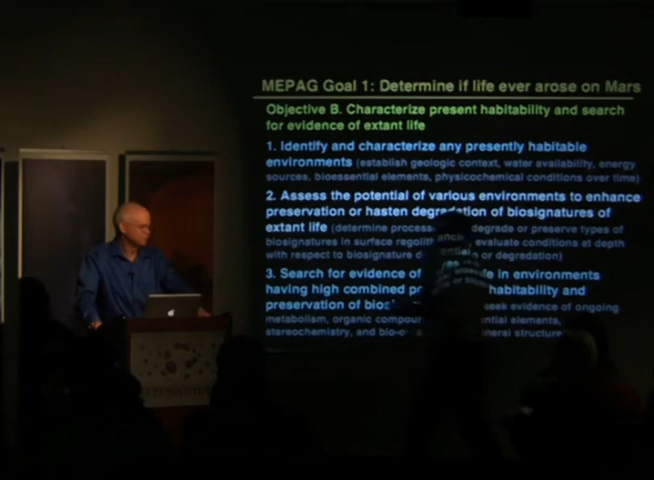 MEPAG Goal 1: Determine if life ever arose on Mars
Objective B. Characterize present habitability and search
for evidence of extant life
1. Identify and characterize any presently habitable
environments (establish geologic context, water availability, energy
sources, bioessential elements, physicochemical conditions over time)
2. Assess the potential of various environments to enhance
preservation or hasten degradation of biosignatures of
extant life (determine degrade or preserve types of
biosignatures in surface evaluate conditions at depth
with respect to biosignature or degradation)
3. Search for evidence of in environments
having high combined habitability and
preservation of seek evidence of ongoing
metabolism, organic elements,
stereochemistry, and